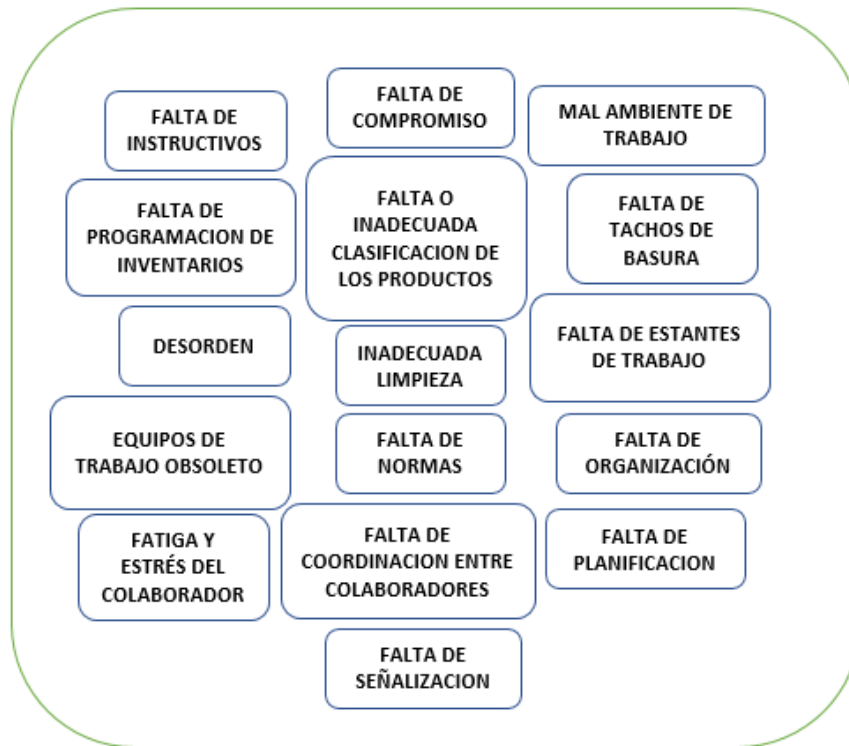 FALTA DE
INSTRUCTIVOS
FALTA DE
COMPROMISO
MAL AMBIENTE DE
TRABAJO
FALTA DE
PROGRAMACION DE
INVENTARIOS
FALTA O
INADECUADA
CLASIFICACION DE
LOS PRODUCTOS
FALTA DE
TACHOS DE
BASURA
DESORDEN
INADECUADA
LIMPIEZA
FALTA DE ESTANTES
DE TRABAJO
EQUIPOS DE
TRABAJO OBSOLETO
FALTA DE
NORMAS
FALTA DE
ORGANIZACIÓN
FATIGA Y
ESTRÉS DEL
COLABORADOR
FALTA DE
COORDINACION ENTRE
COLABORADORES
FALTA DE
PLANIFICACION
FALTA DE
SEÑALIZACION